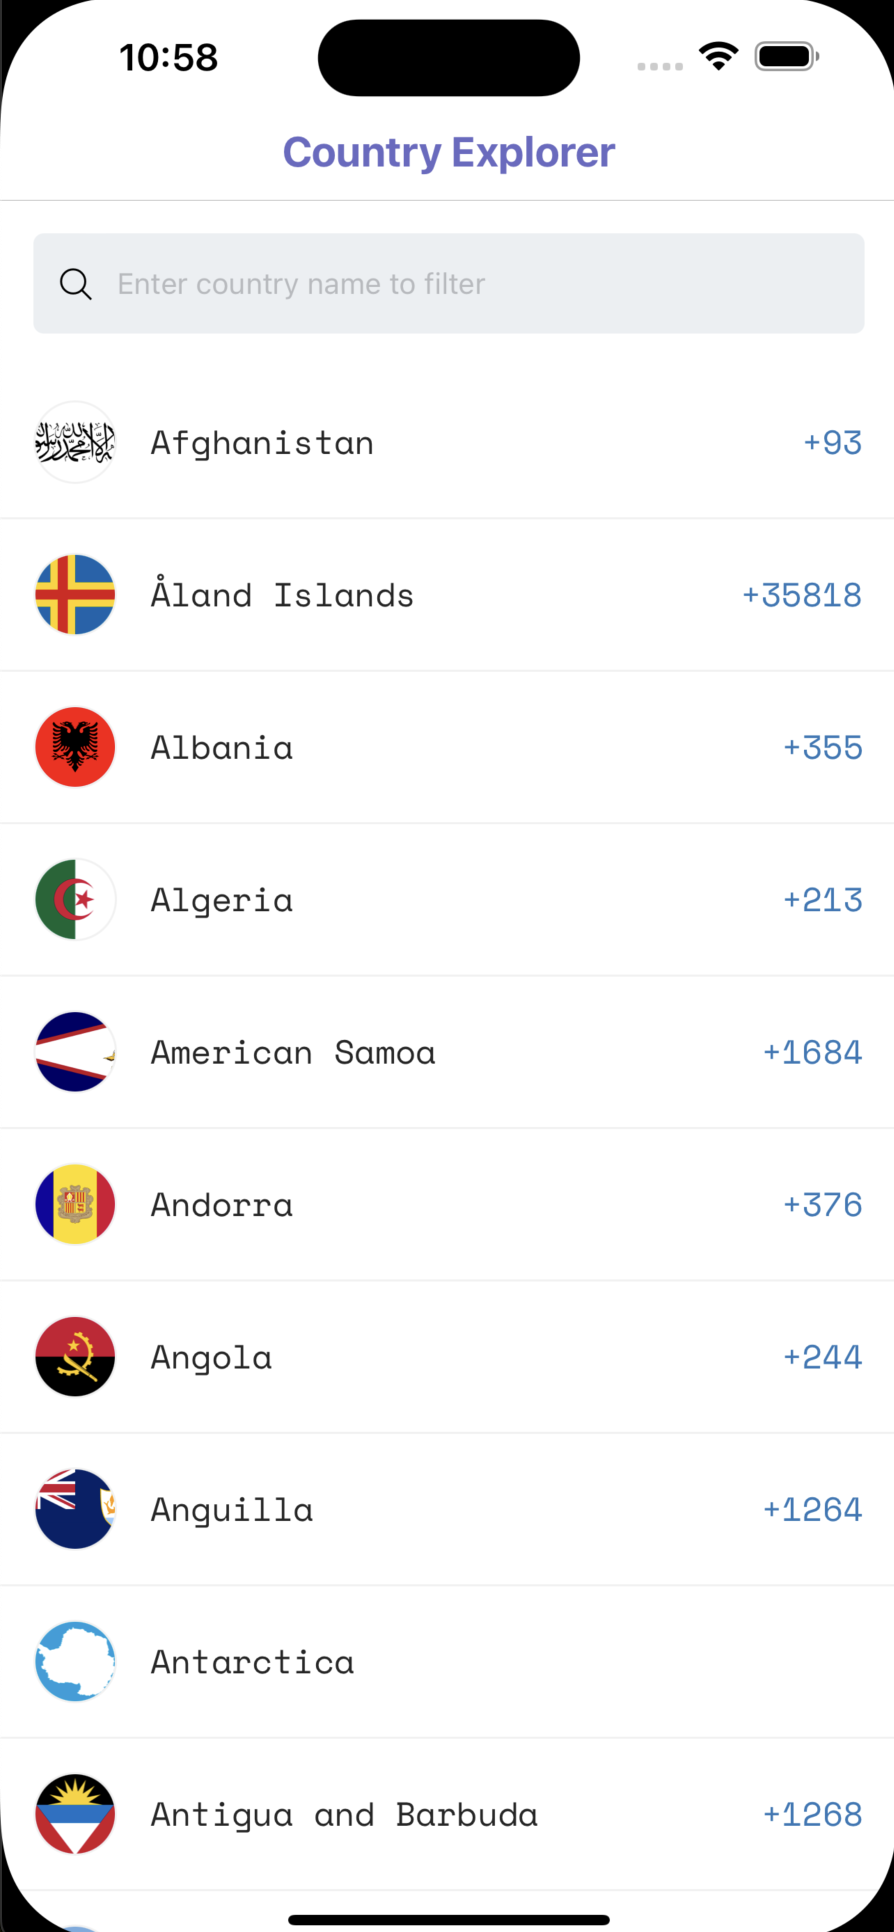 10:58
Country Explorer
Enter country name to filter
Afghanistan +93
Åland Islands +35818
Albania +355
Algeria +213
American Samoa +1684
Andorra +376
Angola +244
Anguilla +1264
Antarctica
Antigua and Barbuda +1268